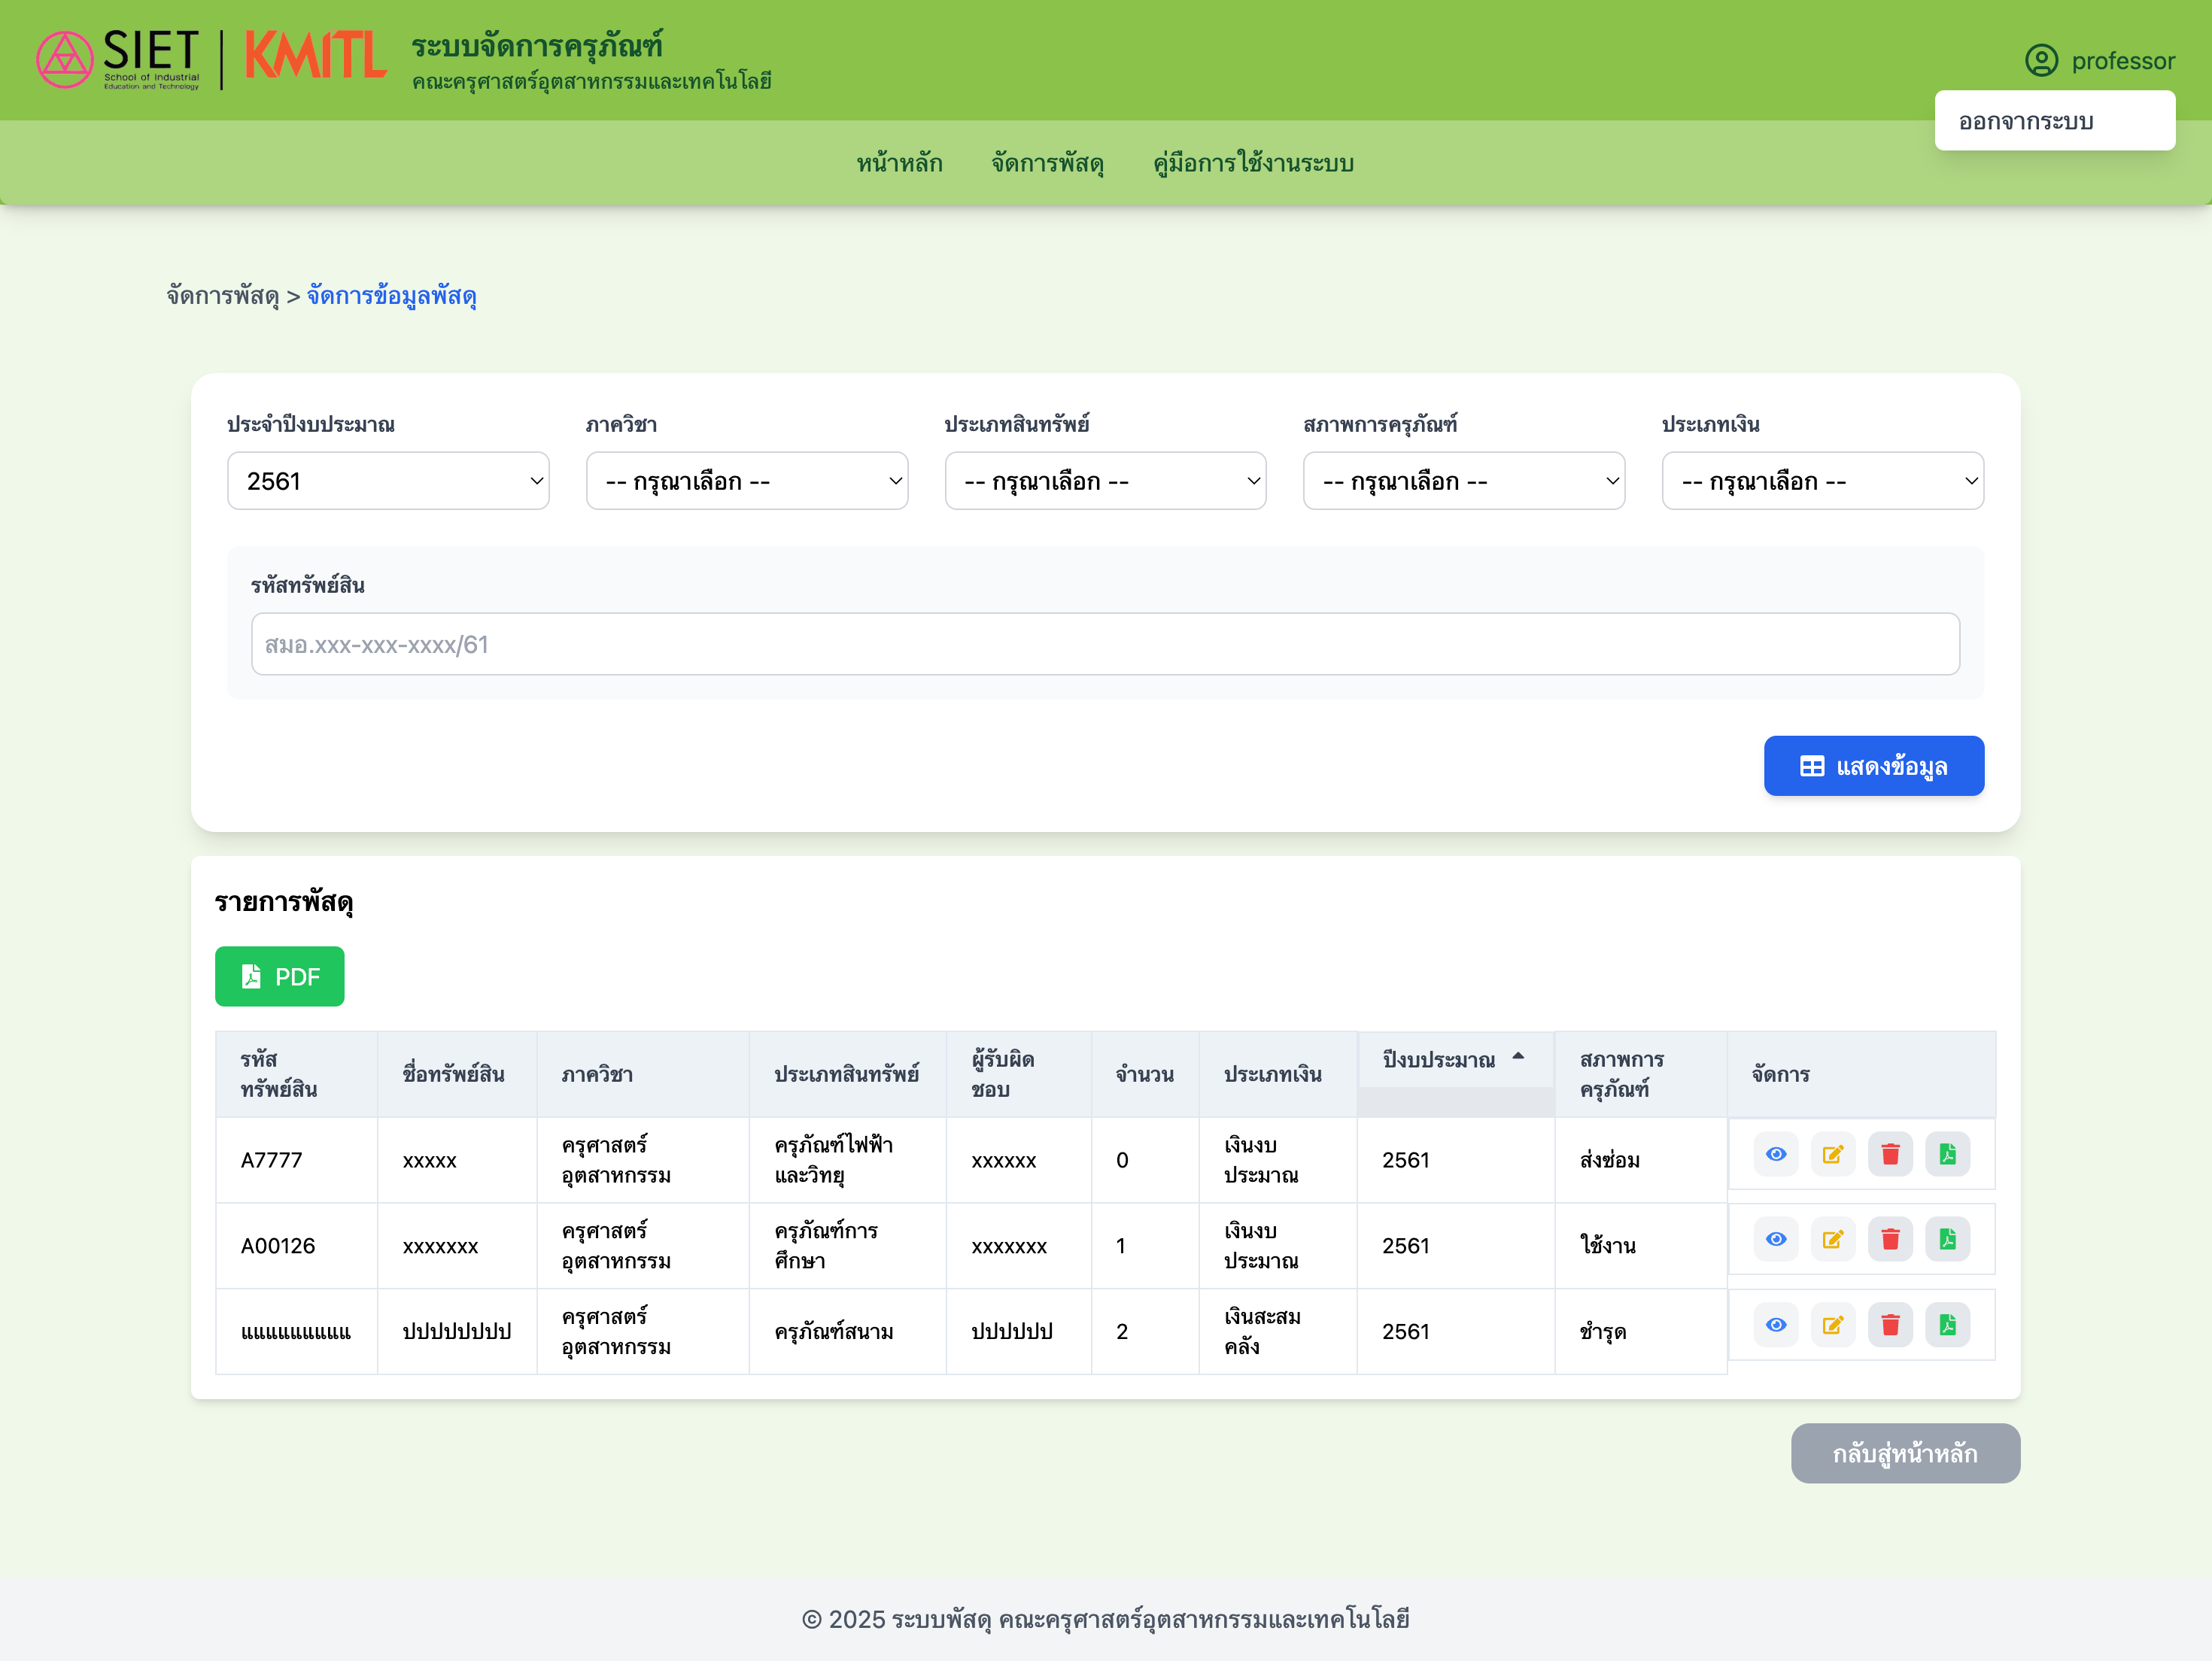 SIET
School of Industrial
Education and Technology
KMITL
ระบบจัดการครุภัณฑ์
คณะครุศาสตร์อุตสาหกรรมและเทคโนโลยี
professor
ออกจากระบบ
หน้าหลัก จัดการพัสดุ คู่มือการใช้งานระบบ
จัดการพัสดุ > จัดการข้อมูลพัสดุ
ประจำปีงบประมาณ ภาควิชา ประเภทสินทรัพย์ สภาพการครุภัณฑ์ ประเภทเงิน
2561 -- กรุณาเลือก -- -- กรุณาเลือก -- -- กรุณาเลือก -- -- กรุณาเลือก --
รหัสทรัพย์สิน
สมอ.xxx-xxx-xxxx/61
แสดงข้อมูล
รายการพัสดุ
PDF
รหัส
ทรัพย์สิน
ชื่อทรัพย์สิน
ภาควิชา
ประเภทสินทรัพย์
ผู้รับผิด
ชอบ
จำนวน
ประเภทเงิน
ปีงบประมาณ
สภาพการ
ครุภัณฑ์
จัดการ
A7777
xxxxx
ครุศาสตร์
อุตสาหกรรม
ครุภัณฑ์ไฟฟ้า
และวิทยุ
xxxxxx
0
เงินงบ
ประมาณ
2561
ส่งซ่อม
A00126
xxxxxxx
ครุศาสตร์
อุตสาหกรรม
ครุภัณฑ์การ
ศึกษา
xxxxxxx
1
เงินงบ
ประมาณ
2561
ใช้งาน
แแแแแแแแแ
ปปปปปปปป
ครุศาสตร์
อุตสาหกรรม
ครุภัณฑ์สนาม
ปปปปปป
2
เงินสะสม
คลัง
2561
ชำรุด
กลับสู่หน้าหลัก
© 2025 ระบบพัสดุ คณะครุศาสตร์อุตสาหกรรมและเทคโนโลยี